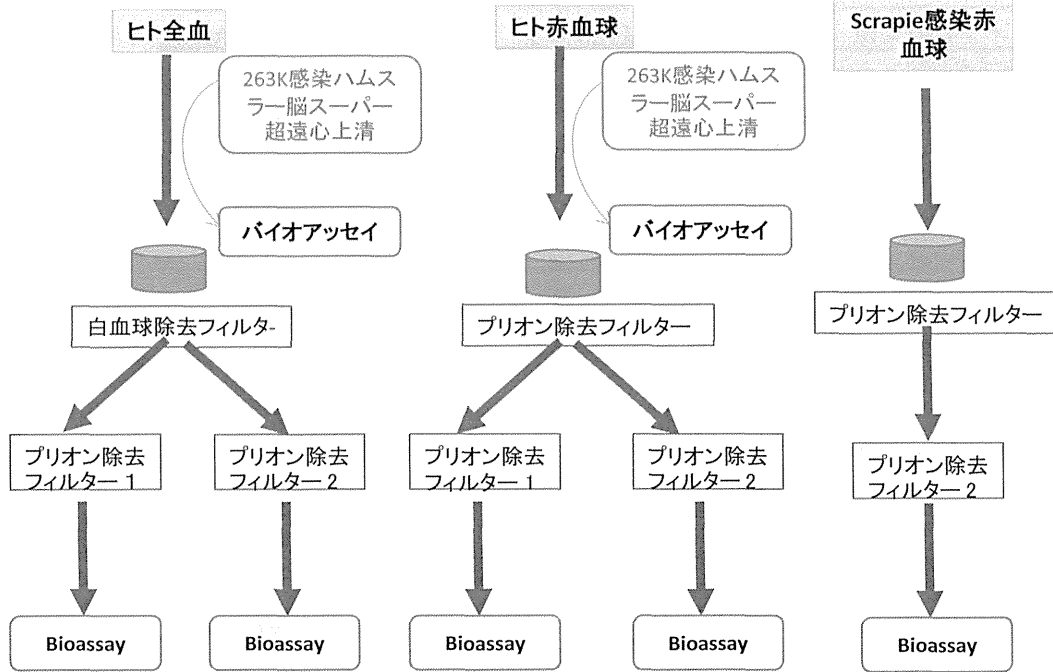 ヒト全血
263K感染ハムス
ラー脳スーパー
超遠心上清
バイオアッセイ
白血球除去フィルター
プリオン除去
フィルター1
プリオン除去
フィルター2
Bioassay
Bioassay
ヒト赤血球
263K感染ハムス
ラー脳スーパー
超遠心上清
バイオアッセイ
プリオン除去フィルター
プリオン除去
フィルター1
プリオン除去
フィルター2
Bioassay
Bioassay
Scrapie感染赤
血球
プリオン除去フィルター
プリオン除去
フィルター2
Bioassay